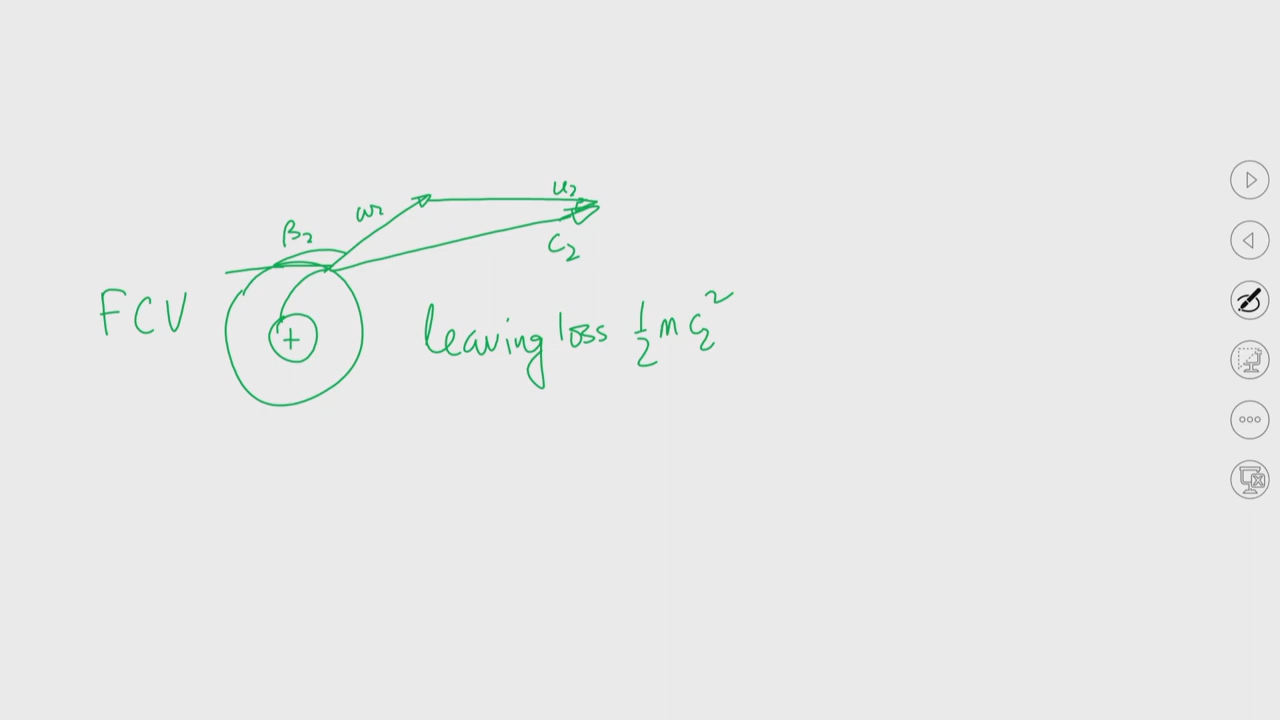 u₂
w₂
β₂
C₂
FCV
leaving loss ½ m c₂²
+